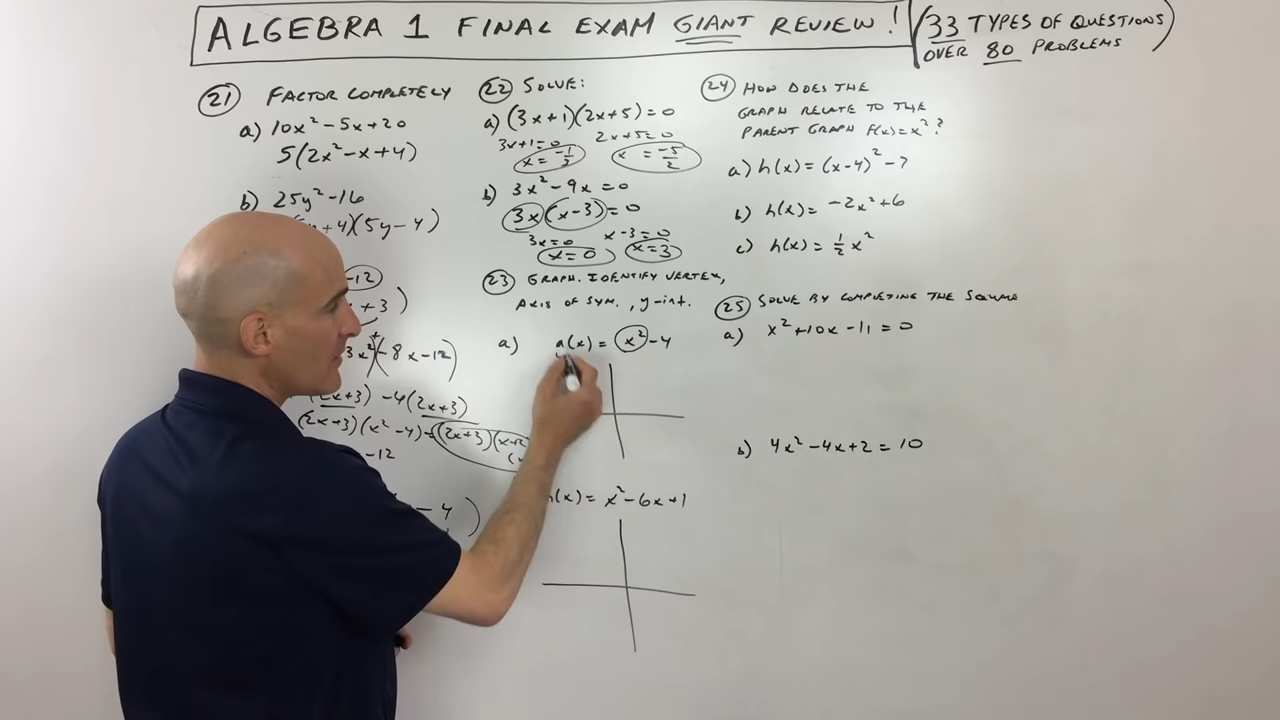 ALGEBRA 1 FINAL EXAM GIANT REVIEW!
(33 TYPES OF QUESTIONS
OVER 80 PROBLEMS)
21 FACTOR COMPLETELY
a) 10x² - 5x + 20
5(2x² - x + 4)
b) 25y² - 16
+ 4)(5y - 4)
-12
x + 3)
3x²)(-8x - 12)
(2x + 3) - 4(2x + 3)
(2x + 3)(x² - 4) = (2x + 3)(x + 2)
-12
- 4)
22 SOLVE:
a) (3x + 1)(2x + 5) = 0
3x + 1 = 0 2x + 5 = 0
x = -1/3 x = -5/2
b) 3x² - 9x = 0
3x(x - 3) = 0
3x = 0 x - 3 = 0
x = 0 x = 3
23 GRAPH. IDENTIFY VERTEX,
AXIS OF SYM., y-int.
a) g(x) = x² - 4
h(x) = x² - 6x + 1
24 HOW DOES THE
GRAPH RELATE TO THE
PARENT GRAPH F(x) = x²?
a) h(x) = (x - 4)² - 7
b) h(x) = -2x² + 6
c) h(x) = 1/2 x²
25 SOLVE BY COMPLETING THE SQUARE
a) x² + 10x - 11 = 0
b) 4x² - 4x + 2 = 10